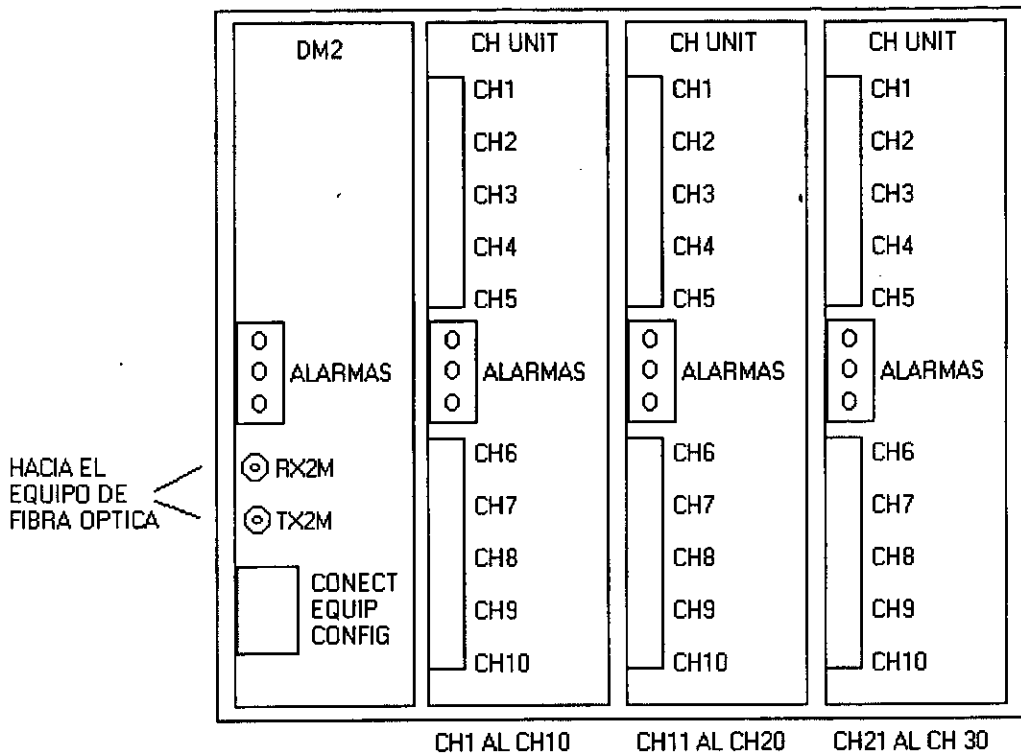 DM2
ALARMAS
RX2M
TX2M
CONECT
EQUIP
CONFIG
HACIA EL
EQUIPO DE
FIBRA OPTICA
CH UNIT
CH1
CH2
CH3
CH4
CH5
ALARMAS
CH6
CH7
CH8
CH9
CH10
CH1 AL CH10
CH UNIT
CH1
CH2
CH3
CH4
CH5
ALARMAS
CH6
CH7
CH8
CH9
CH10
CH11 AL CH20
CH UNIT
CH1
CH2
CH3
CH4
CH5
ALARMAS
CH6
CH7
CH8
CH9
CH10
CH21 AL CH 30